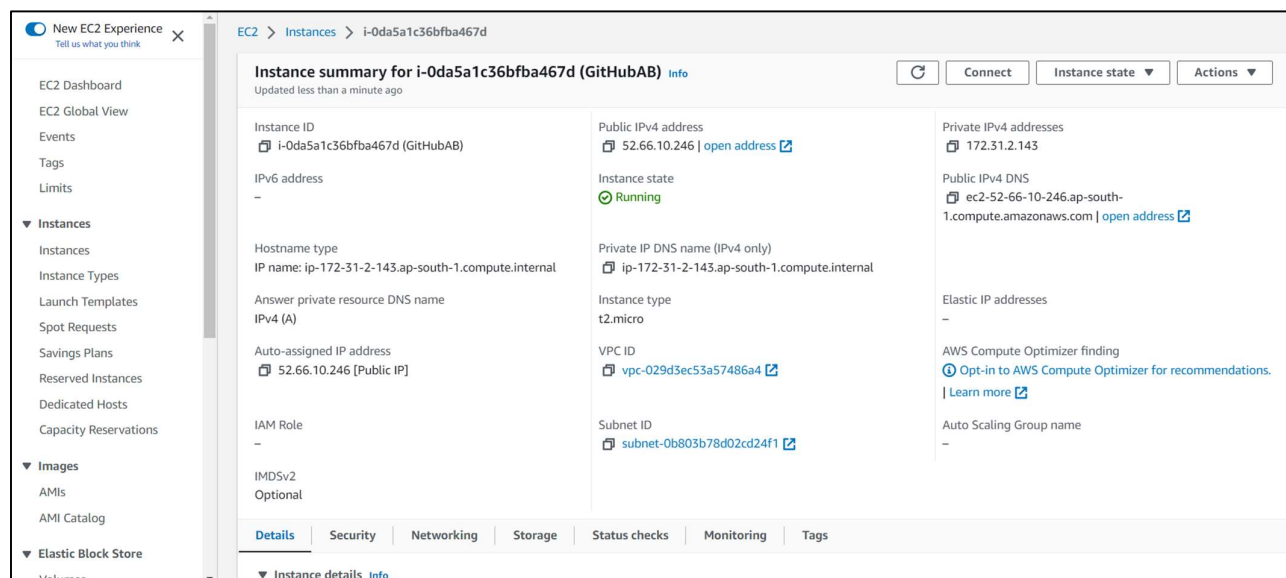 New EC2 Experience
Tell us what you think
EC2 Dashboard
EC2 Global View
Events
Tags
Limits
Instances
Instances
Instance Types
Launch Templates
Spot Requests
Savings Plans
Reserved Instances
Dedicated Hosts
Capacity Reservations
Images
AMIs
AMI Catalog
Elastic Block Store
EC2 > Instances > i-0da5a1c36bfba467d
Instance summary for i-0da5a1c36bfba467d (GitHubAB) Info
Updated less than a minute ago
Connect
Instance state
Actions
Instance ID
i-0da5a1c36bfba467d (GitHubAB)
Public IPv4 address
52.66.10.246 | open address
Private IPv4 addresses
172.31.2.143
IPv6 address
–
Instance state
Running
Public IPv4 DNS
ec2-52-66-10-246.ap-south-
1.compute.amazonaws.com | open address
Hostname type
IP name: ip-172-31-2-143.ap-south-1.compute.internal
Private IP DNS name (IPv4 only)
ip-172-31-2-143.ap-south-1.compute.internal
Answer private resource DNS name
IPv4 (A)
Instance type
t2.micro
Elastic IP addresses
–
Auto-assigned IP address
52.66.10.246 [Public IP]
VPC ID
vpc-029d3ec53a57486a4
AWS Compute Optimizer finding
Opt-in to AWS Compute Optimizer for recommendations.
| Learn more
IAM Role
–
Subnet ID
subnet-0b803b78d02cd24f1
Auto Scaling Group name
–
IMDSv2
Optional
Details
Security
Networking
Storage
Status checks
Monitoring
Tags
Instance details Info